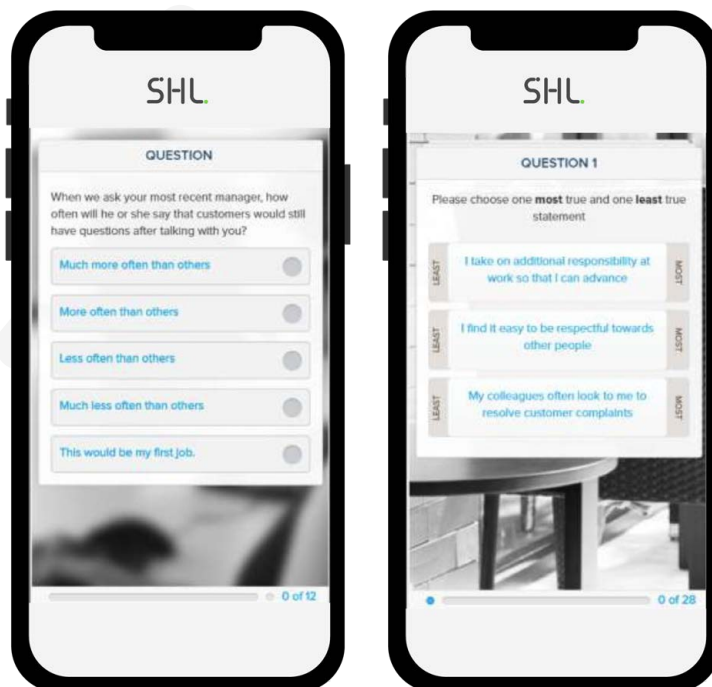 SHL.
QUESTION
When we ask your most recent manager, how
often will he or she say that customers would still
have questions after talking with you?
Much more often than others
More often than others
Less often than others
Much less often than others
This would be my first job.
0 of 12
SHL.
QUESTION 1
Please choose one most true and one least true
statement
LEAST
I take on additional responsibility at
work so that I can advance
MOST
LEAST
I find it easy to be respectful towards
other people
MOST
LEAST
My colleagues often look to me to
resolve customer complaints
MOST
0 of 28